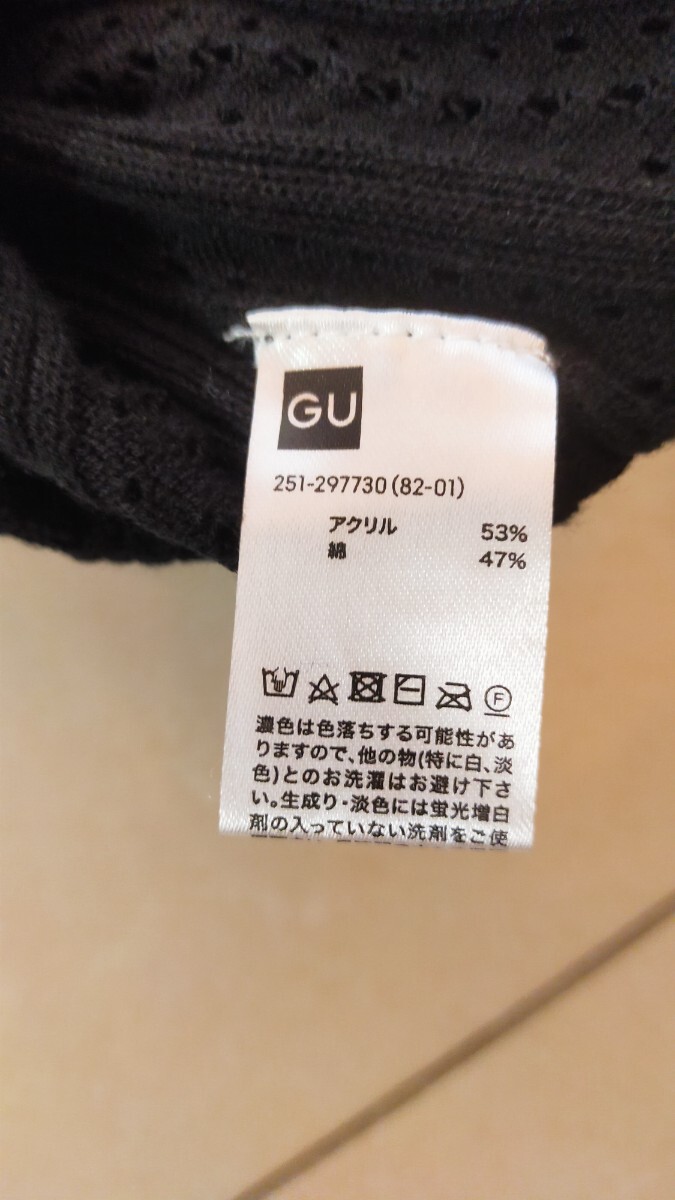 GU
251-297730(82-01)
アクリル 53%
綿 47%
F
濃色は色落ちする可能性があ
りますので、他の物(特に白、淡
色)とのお洗濯はお避け下さ
い。生成り・淡色には蛍光増白
剤の入っていない洗剤をご使